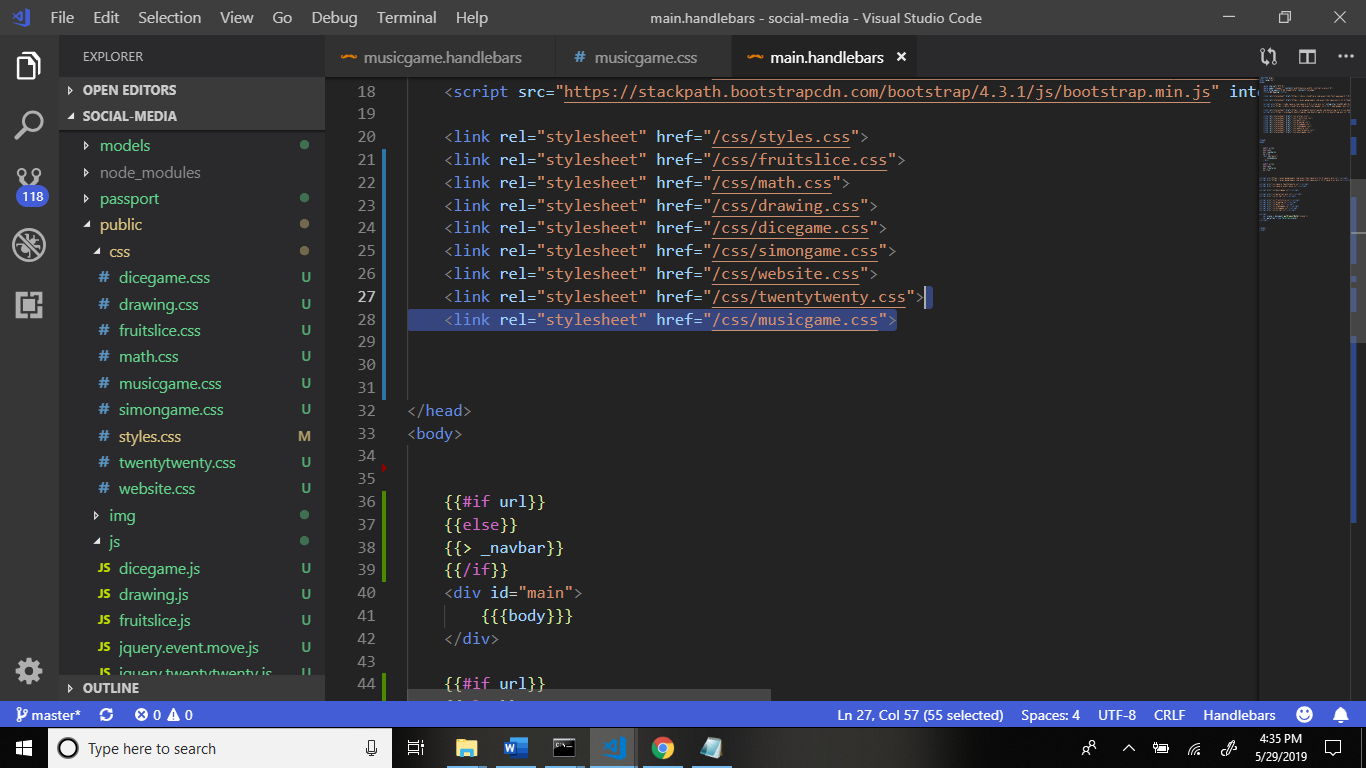 File Edit Selection View Go Debug Terminal Help
main.handlebars - social-media - Visual Studio Code
EXPLORER
OPEN EDITORS
SOCIAL-MEDIA
models
node_modules
118
passport
public
css
# dicegame.css U
# drawing.css U
# fruitslice.css U
# math.css U
# musicgame.css U
# simongame.css U
# styles.css M
# twentytwenty.css U
# website.css U
img
js
JS dicegame.js U
JS drawing.js U
JS fruitslice.js U
JS jquery.event.move.js U
JS jquery.twentytwenty.js U
OUTLINE
musicgame.handlebars
# musicgame.css
main.handlebars ×
18 <script src="https://stackpath.bootstrapcdn.com/bootstrap/4.3.1/js/bootstrap.min.js" inte
19
20 <link rel="stylesheet" href="/css/styles.css">
21 <link rel="stylesheet" href="/css/fruitslice.css">
22 <link rel="stylesheet" href="/css/math.css">
23 <link rel="stylesheet" href="/css/drawing.css">
24 <link rel="stylesheet" href="/css/dicegame.css">
25 <link rel="stylesheet" href="/css/simongame.css">
26 <link rel="stylesheet" href="/css/website.css">
27 <link rel="stylesheet" href="/css/twentytwenty.css">
28 <link rel="stylesheet" href="/css/musicgame.css">
29
30
31
32 </head>
33 <body>
34
35
36 {{#if url}}
37 {{else}}
38 {{> _navbar}}
39 {{/if}}
40 <div id="main">
41 {{{body}}}
42 </div>
43
44 {{#if url}}
master* 0 0
Ln 27, Col 57 (55 selected) Spaces: 4 UTF-8 CRLF Handlebars
Type here to search
4:35 PM
5/29/2019